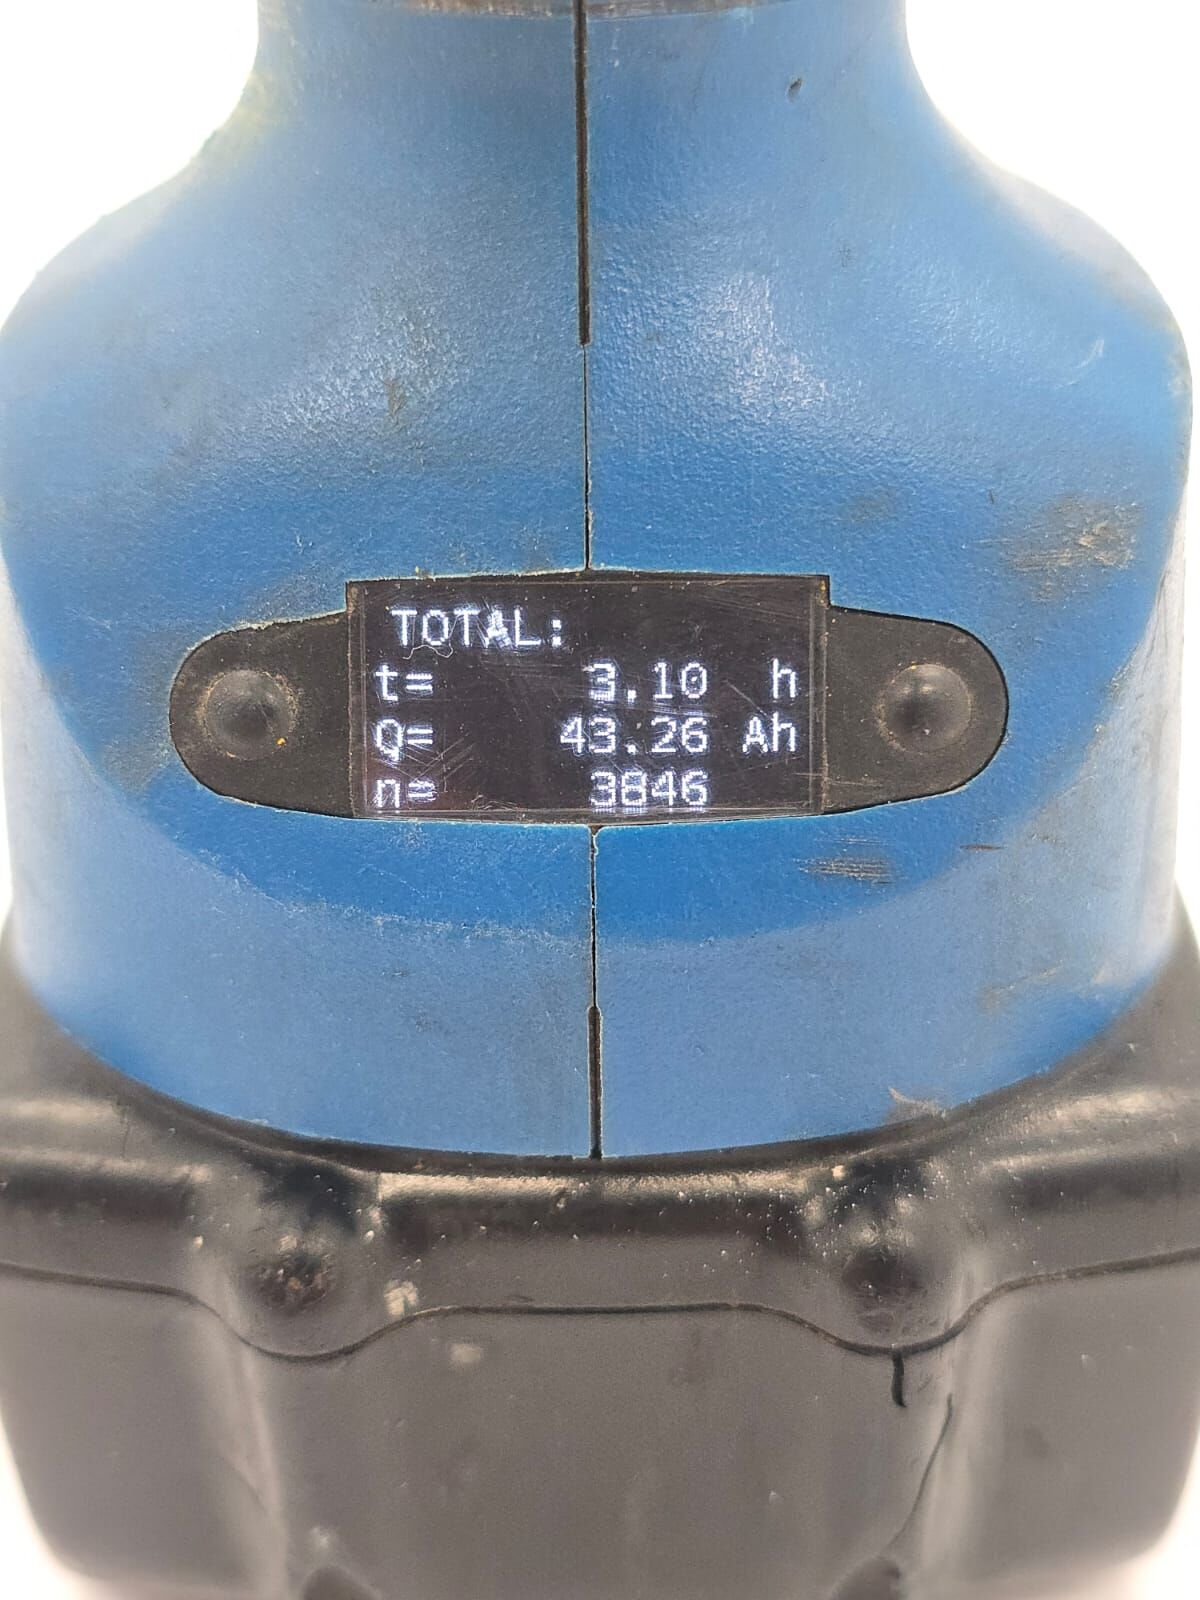 TOTAL:
t= 3.10 h
Q= 43.26 Ah
n= 3846